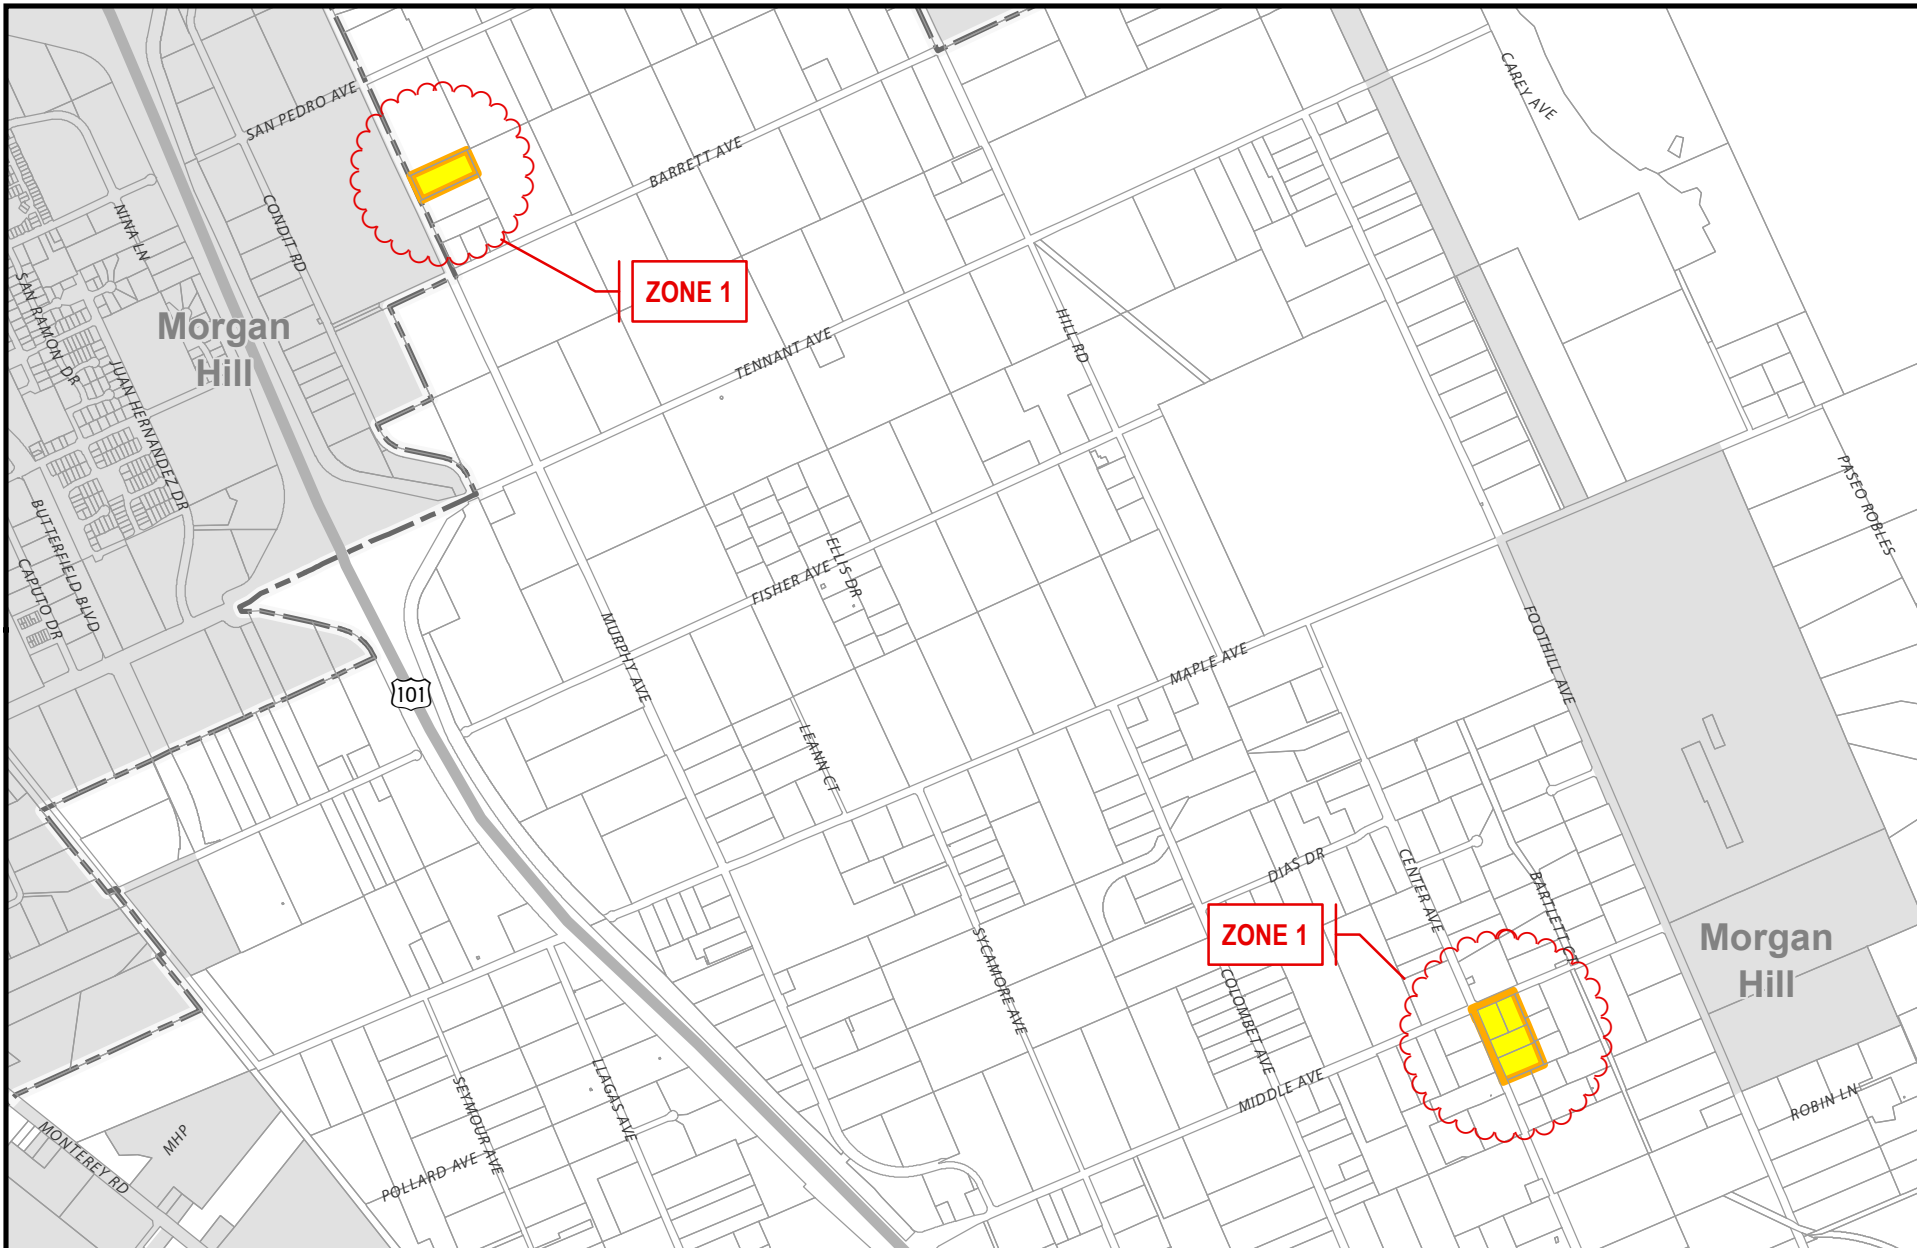 SAN PEDRO AVE
CAREY AVE
BARRETT AVE
NINA LN
CONDIT RD
ZONE 1
SAN RAMON DR
Morgan
Hill
HILL RD
TENNANT AVE
JUAN HERNANDEZ DR
PASEO ROBLES
BUTTERFIELD BLVD
CAPUTO DR
ELLIS DR
FISHER AVE
MURPHY AVE
FOOTHILL AVE
MAPLE AVE
101
LEANN CT
DIAS DR
CENTER AVE
BARTLETT CT
ZONE 1
SYCAMORE AVE
Morgan
Hill
COLOMBET AVE
MIDDLE AVE
LLAGAS AVE
SEYMOUR AVE
ROBIN LN
MHP
MONTEREY RD
POLLARD AVE